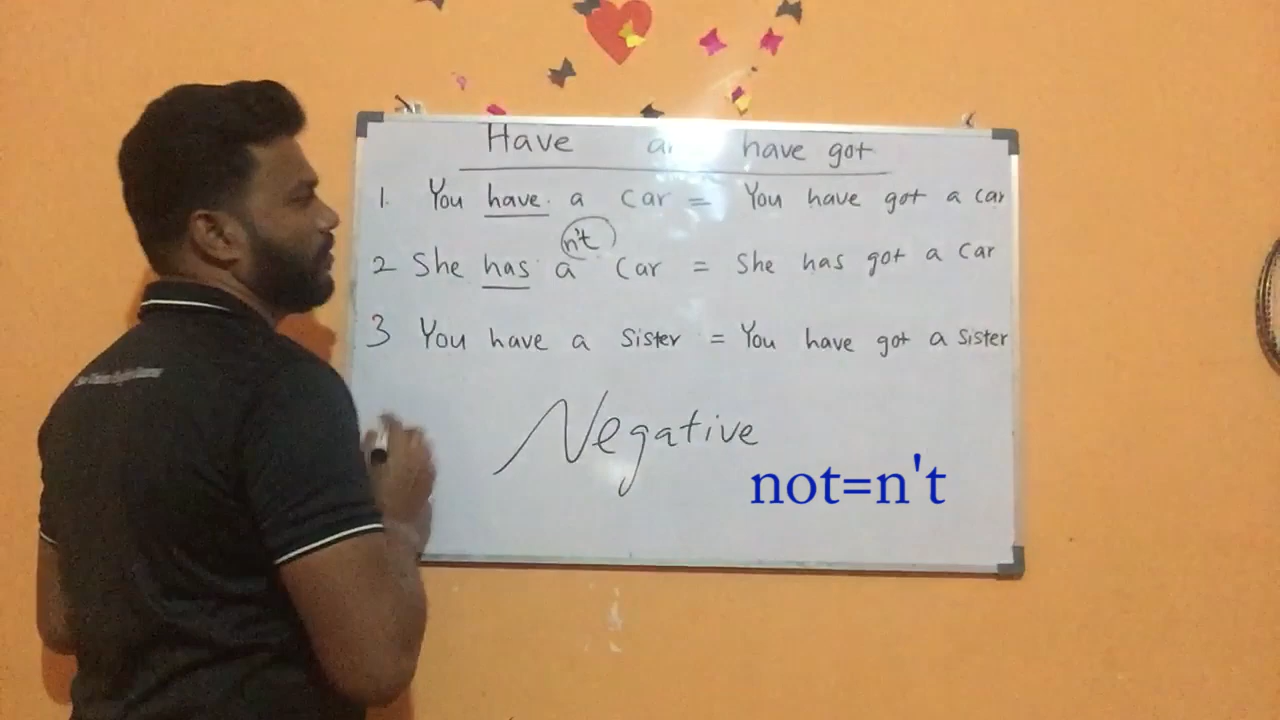 Have a have got
1. You have a car = You have got a car
n't
2 She has a car = She has got a car
3 You have a sister = You have got a sister
Negative
not=n't